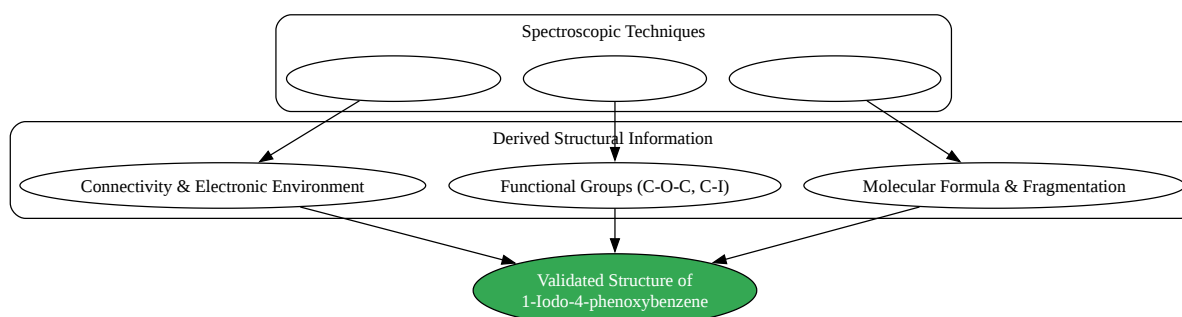 Spectroscopic Techniques
Derived Structural Information
Connectivity & Electronic Environment
Functional Groups (C-O-C, C-I)
Molecular Formula & Fragmentation
Validated Structure of
1-Iodo-4-phenoxybenzene